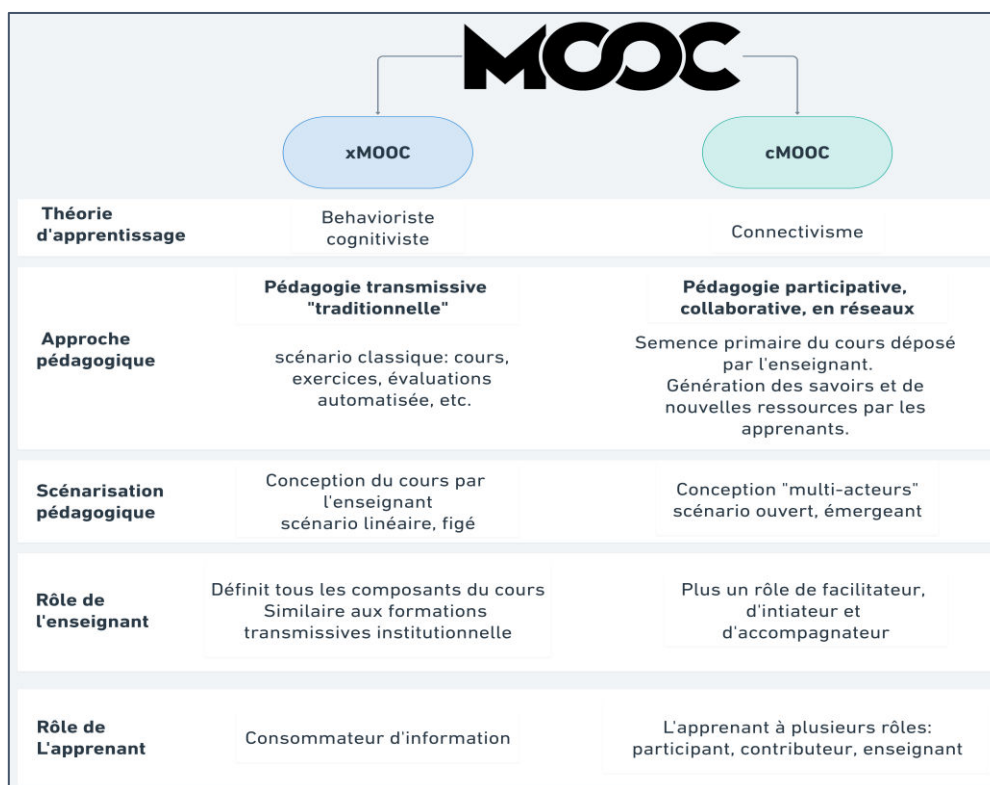 MOOC
xMOOC
cMOOC
Théorie
d'apprentissage
Behavioriste
cognitiviste
Connectivisme
Approche
pédagogique
Pédagogie transmissive
"traditionnelle"
scénario classique: cours,
exercices, évaluations
automatisée, etc.
Pédagogie participative,
collaborative, en réseaux
Semence primaire du cours déposé
par l'enseignant.
Génération des savoirs et de
nouvelles ressources par les
apprenants.
Scénarisation
pédagogique
Conception du cours par
l'enseignant
scénario linéaire, figé
Conception "multi-acteurs"
scénario ouvert, émergeant
Rôle de
l'enseignant
Définit tous les composants du cours
Similaire aux formations
transmissives institutionnelle
Plus un rôle de facilitateur,
d'intiateur et
d'accompagnateur
Rôle de
L'apprenant
Consommateur d'information
L'apprenant à plusieurs rôles:
participant, contributeur, enseignant